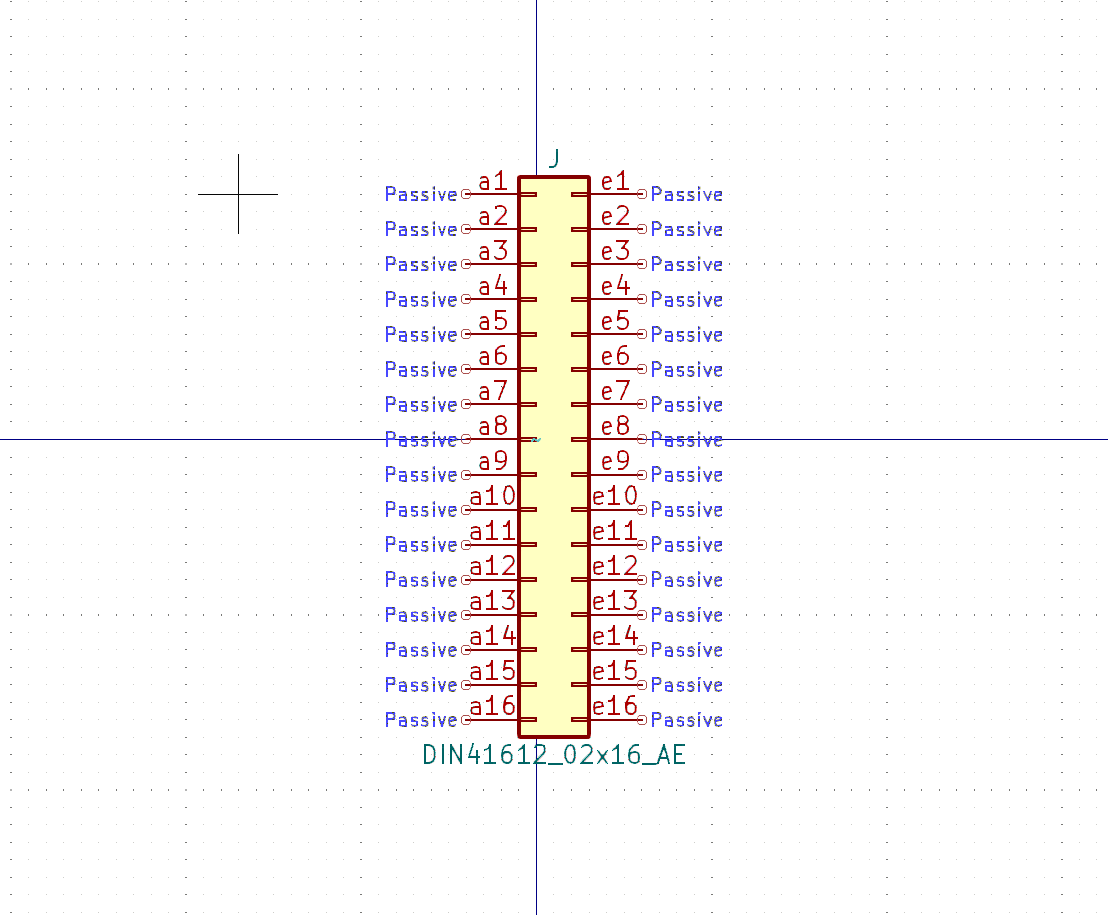 J
Passive a1 e1 Passive
Passive a2 e2 Passive
Passive a3 e3 Passive
Passive a4 e4 Passive
Passive a5 e5 Passive
Passive a6 e6 Passive
Passive a7 e7 Passive
Passive a8 e8 Passive
Passive a9 e9 Passive
Passive a10 e10 Passive
Passive a11 e11 Passive
Passive a12 e12 Passive
Passive a13 e13 Passive
Passive a14 e14 Passive
Passive a15 e15 Passive
Passive a16 e16 Passive
DIN41612_02x16_AE